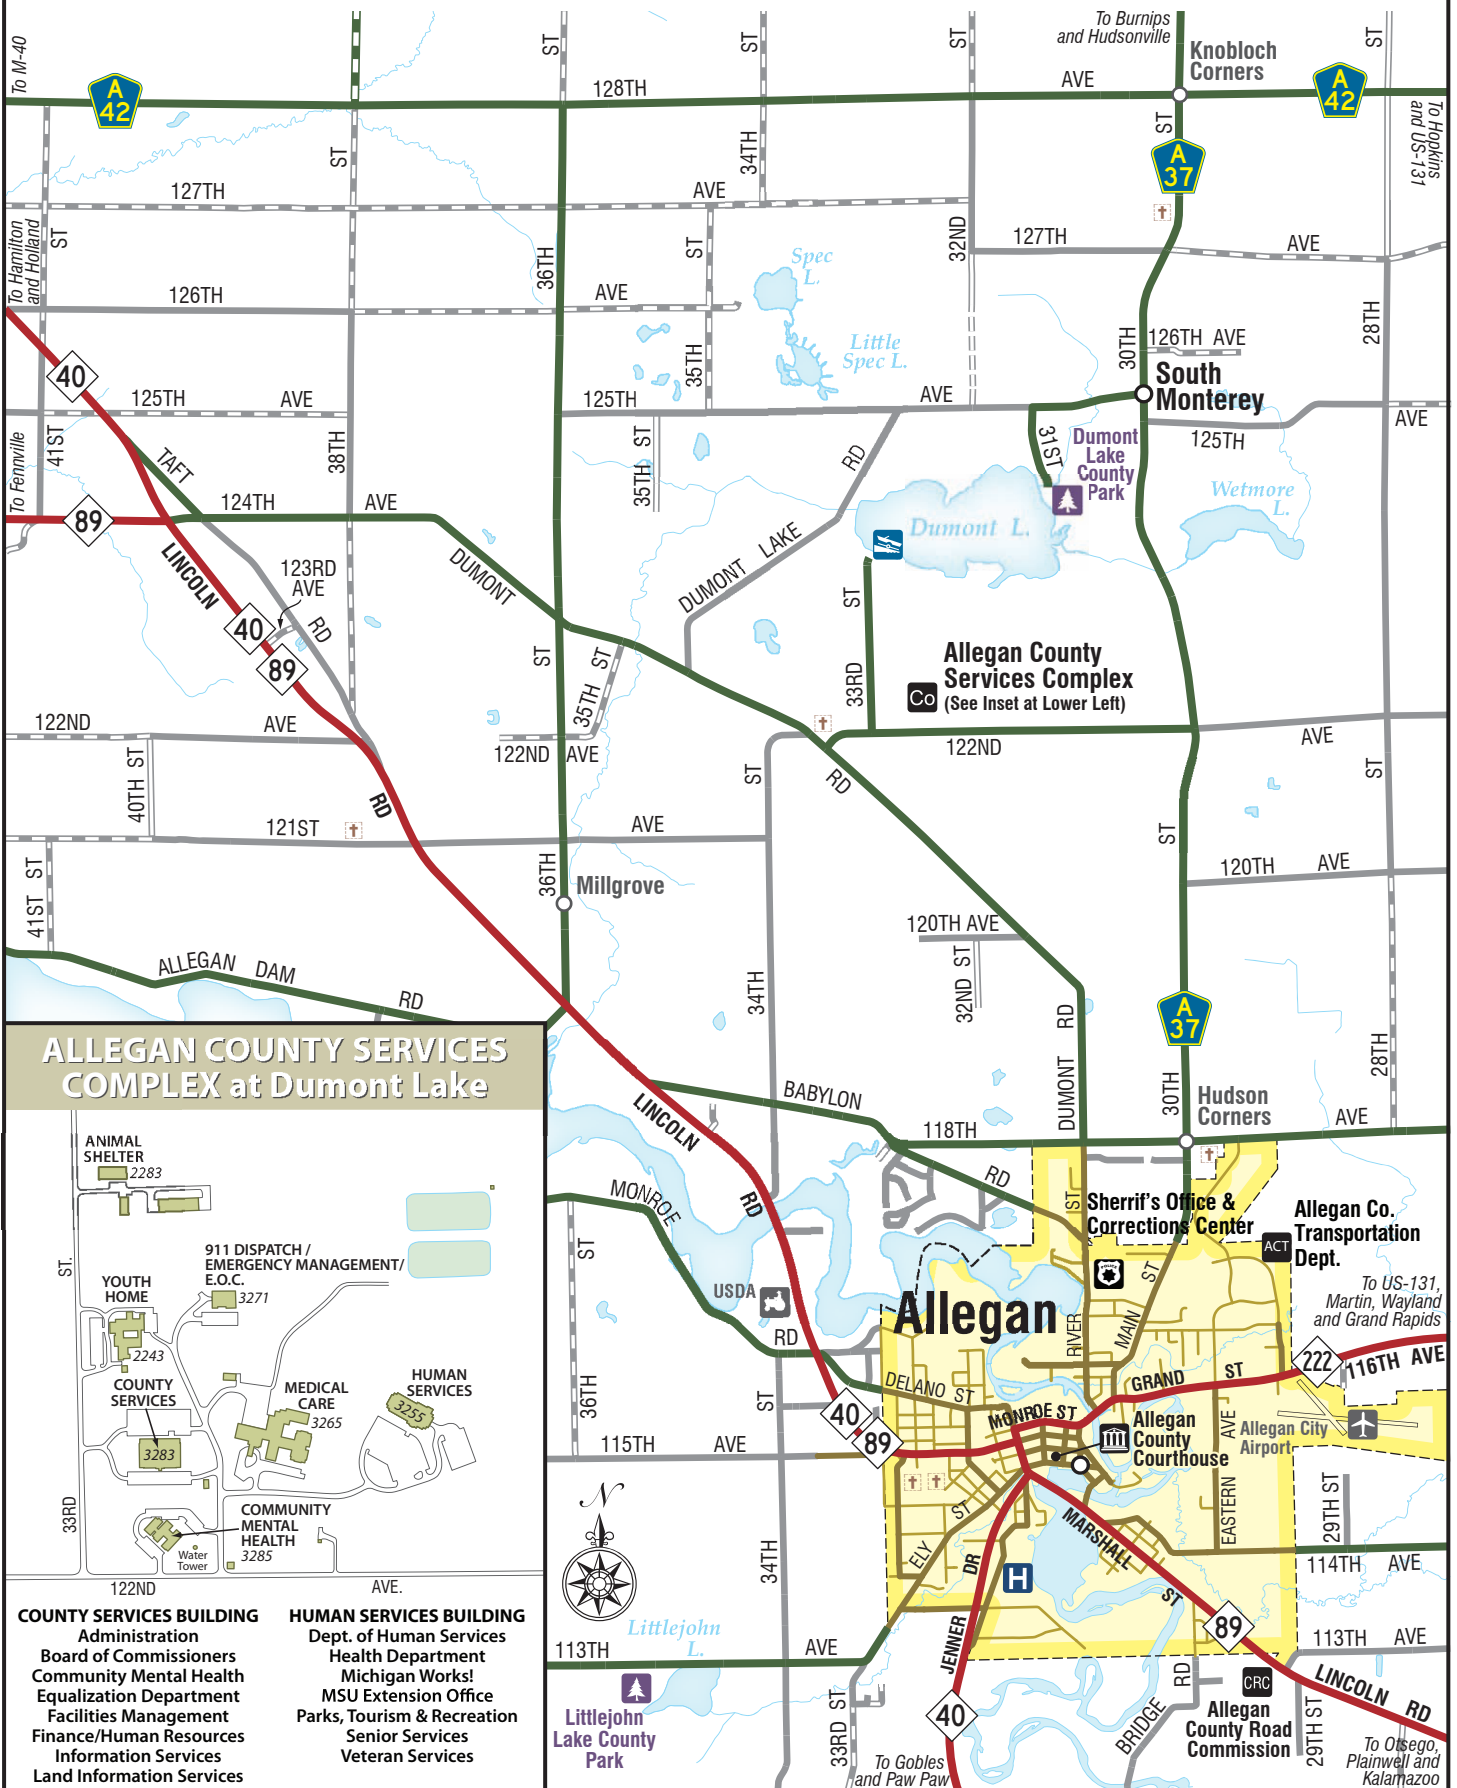 To Burnips
and Hudsonville
To M-40
ST
ST
ST
ST
Knobloch
Corners
A
42
128TH
AVE
A
42
ST
To Hopkins
and US-131
ST
34TH
A
37
127TH
AVE
To Hamilton
and Holland
ST
36TH
ST
32ND
127TH
AVE
Spec
L.
126TH
AVE
28TH
Little
Spec L.
30TH
126TH AVE
35TH
40
South
Monterey
125TH
AVE
125TH
AVE
AVE
125TH
To Fennville
41ST
TAFT
38TH
35TH ST
RD
31ST
Dumont
Lake
County
Park
Wetmore
L.
124TH
AVE
89
Dumont L.
LINCOLN
DUMONT
DUMONT LAKE
123RD
AVE
40
RD
89
ST
35TH ST
ST
33RD
Allegan County
Services Complex
(See Inset at Lower Left)
Co
122ND
AVE
122ND AVE
122ND
AVE
40TH ST
RD
ST
RD
ST
ST
121ST
AVE
41ST ST
36TH
Millgrove
120TH AVE
120TH AVE
32ND ST
ALLEGAN DAM
RD
34TH
RD
A
37
28TH
ALLEGAN COUNTY SERVICES
COMPLEX at Dumont Lake
LINCOLN
BABYLON
DUMONT
30TH
Hudson
Corners
118TH
AVE
ANIMAL
SHELTER
2283
MONROE
RD
RD
ST
Sherrif's Office &
Corrections Center
Allegan Co.
Transportation
Dept.
ACT
ST.
911 DISPATCH /
EMERGENCY MANAGEMENT/
E.O.C.
3271
YOUTH
HOME
2243
ST
USDA
POLICE
ST
To US-131,
Martin, Wayland
and Grand Rapids
Allegan
RIVER
MAIN
RD
222
116TH AVE
COUNTY
SERVICES
3283
MEDICAL
CARE
3265
HUMAN
SERVICES
3255
36TH
ST
DELANO ST
GRAND
ST
40
89
MONROE ST
Allegan
County
Courthouse
AVE
Allegan City
Airport
115TH
AVE
N
33RD
COMMUNITY
MENTAL
HEALTH
3285
Water
Tower
122ND
AVE.
34TH
ST
ELY
DR
MARSHALL
ST
EASTERN
29TH ST
114TH AVE
H
COUNTY SERVICES BUILDING
Administration
Board of Commissioners
Community Mental Health
Equalization Department
Facilities Management
Finance/Human Resources
Information Services
Land Information Services
HUMAN SERVICES BUILDING
Dept. of Human Services
Health Department
Michigan Works!
MSU Extension Office
Parks, Tourism & Recreation
Senior Services
Veteran Services
Littlejohn
L.
113TH
AVE
JENNER
89
113TH
AVE
Littlejohn
Lake County
Park
33RD ST
40
To Gobles
and Paw Paw
BRIDGE
RD
CRC
Allegan
County Road
Commission
29TH ST
LINCOLN RD
To Otsego,
Plainwell and
Kalamazoo